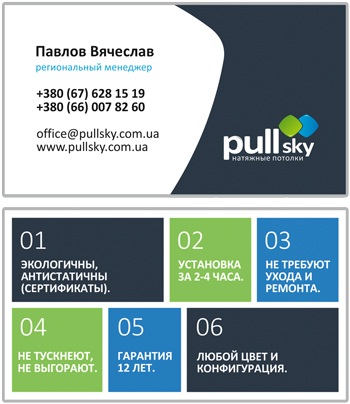 Павлов Вячеслав
региональный менеджер
+380 (67) 628 15 19
+380 (66) 007 82 60
office@pullsky.com.ua
www.pullsky.com.ua
pull sky
натяжные потолки
01
ЭКОЛОГИЧНЫ,
АНТИСТАТИЧНЫ
(СЕРТИФИКАТЫ).
02
УСТАНОВКА
ЗА 2-4 ЧАСА.
03
НЕ ТРЕБУЮТ
УХОДА И
РЕМОНТА.
04
НЕ ТУСКНЕЮТ,
НЕ ВЫГОРАЮТ.
05
ГАРАНТИЯ
12 ЛЕТ.
06
ЛЮБОЙ ЦВЕТ И
КОНФИГУРАЦИЯ.